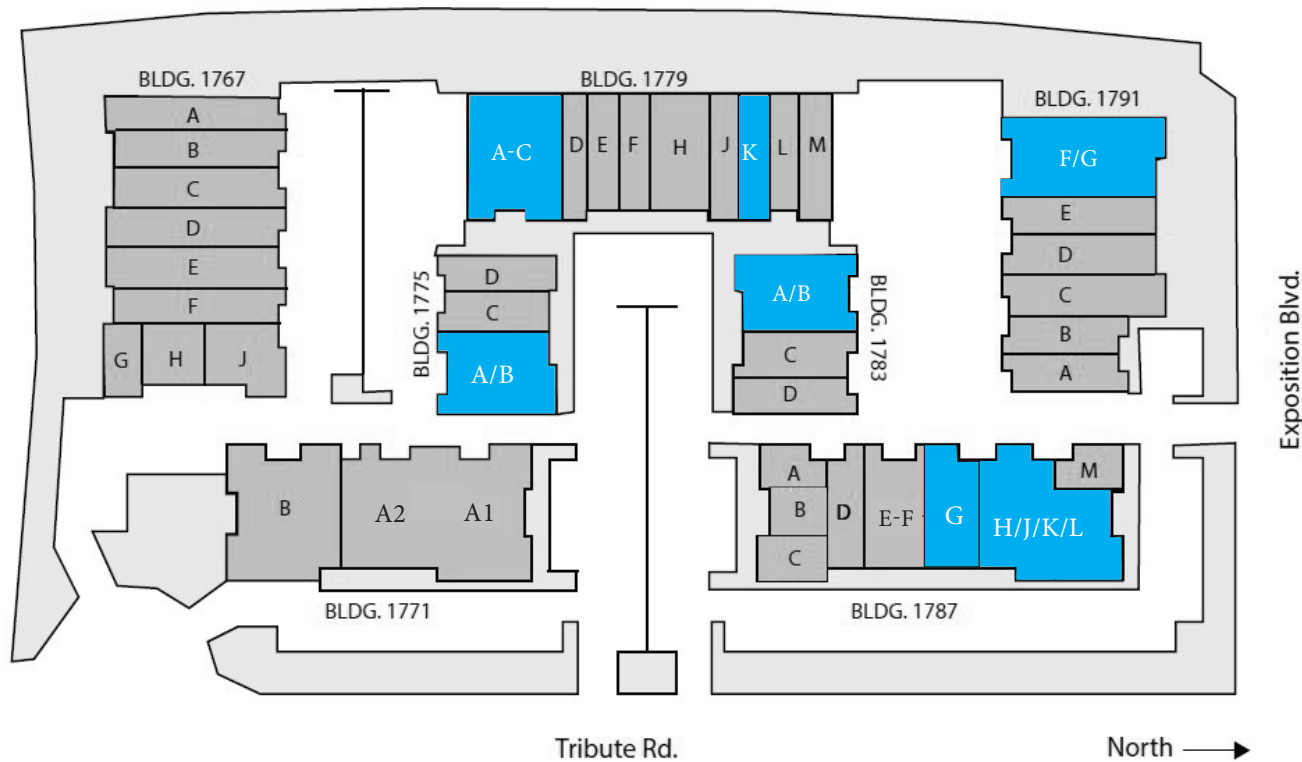 BLDG. 1767
A
B
C
D
E
F
G H J
BLDG. 1779
A-C D E F H J K L M
BLDG. 1791
F/G
E
D
C
B
A
BLDG. 1775
D
C
A/B
BLDG. 1783
A/B
C
D
Exposition Blvd.
B A2 A1
BLDG. 1771
A
B
C
D E-F G H/J/K/L M
BLDG. 1787
Tribute Rd.
North